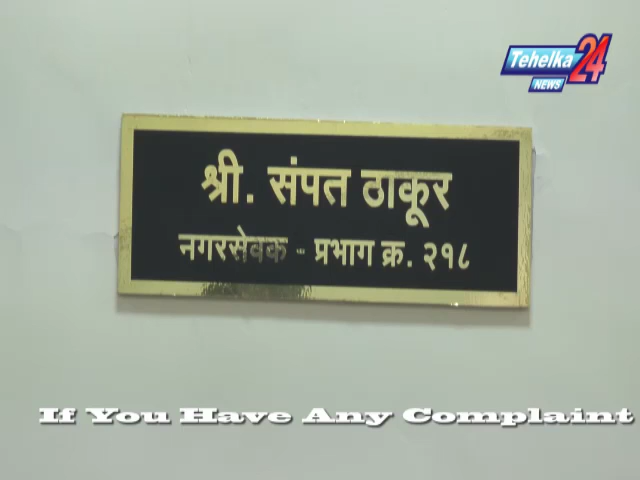 Tehelka 24
NEWS
श्री. संपत ठाकूर
नगरसेवक - प्रभाग क्र. २१८
If You Have Any Complaint